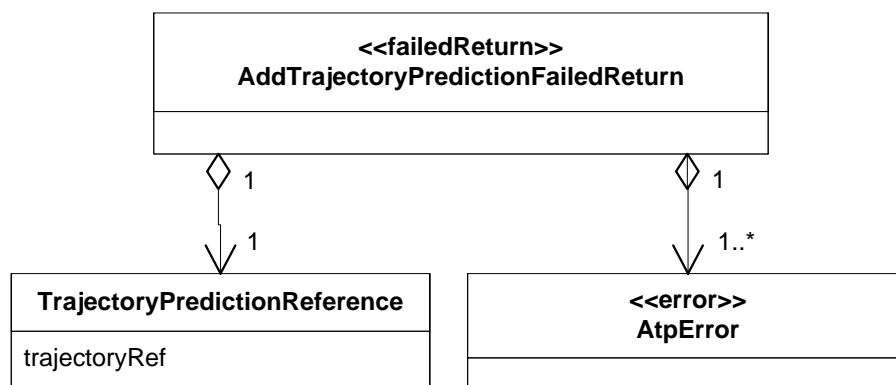 <<failedReturn>>
AddTrajectoryPredictionFailedReturn
1
1
1
1..*
TrajectoryPredictionReference
trajectoryRef
<<error>>
AtpError